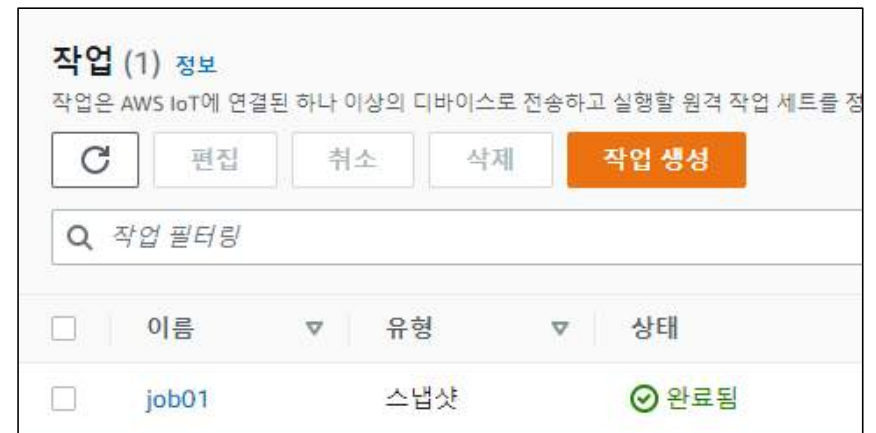 작업 (1) 정보
작업은 AWS IoT에 연결된 하나 이상의 디바이스로 전송하고 실행할 원격 작업 세트를 정
편집 취소 삭제 작업 생성
작업 필터링
이름 유형 상태
job01 스냅샷 완료됨